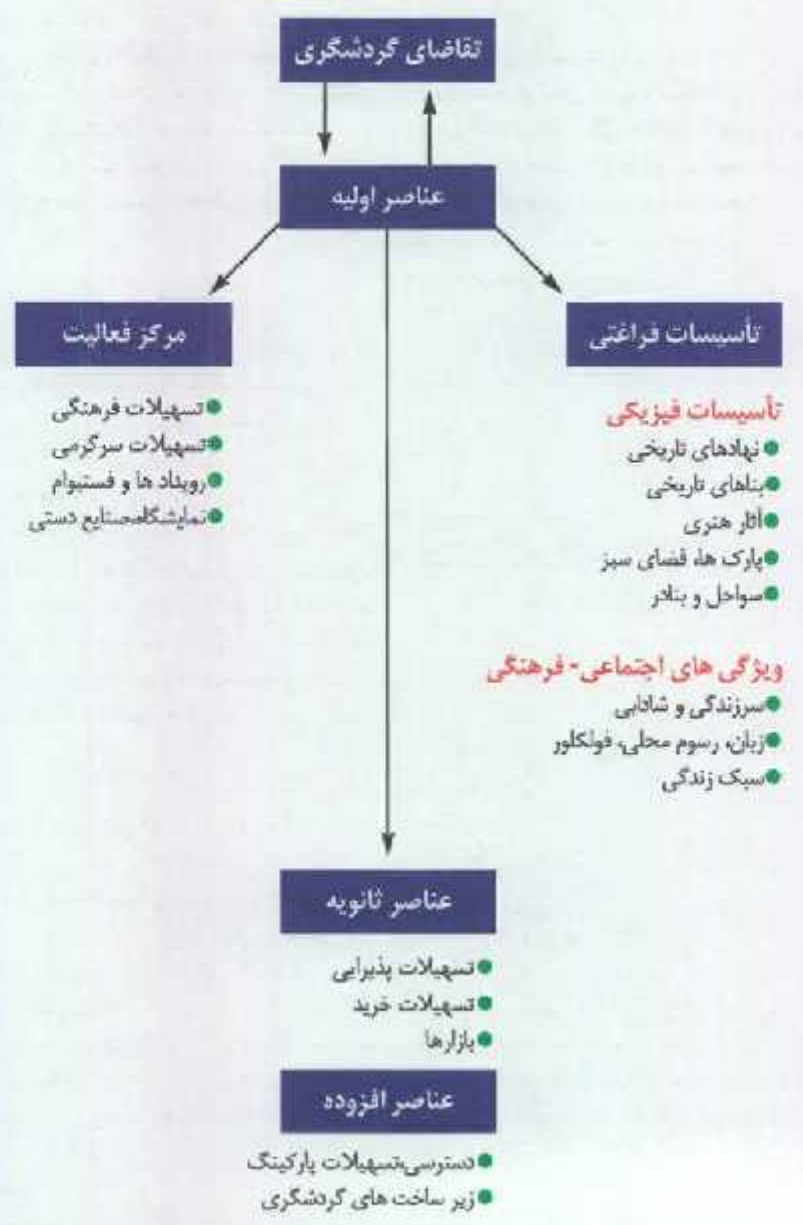 تقاضای گردشگری
عناصر اولیه
تأسیسات فراغتی
تأسیسات فیزیکی
نهادهای تاریخی
بناهای تاریخی
آثار هنری
پارک ها، فضای سبز
سواحل و بنادر
ویژگی های اجتماعی - فرهنگی
سرزندگی و شادابی
زبان، رسوم محلی، فولکلور
سبک زندگی
مرکز فعالیت
تسهیلات فرهنگی
تسهیلات سرگرمی
رویداد ها و فستیوام
نمایشگاه‌صنایع دستی
عناصر ثانویه
تسهیلات پذیرایی
تسهیلات خرید
بازارها
عناصر افزوده
دسترسی،تسهیلات پارکینگ
زیر ساخت های گردشگری